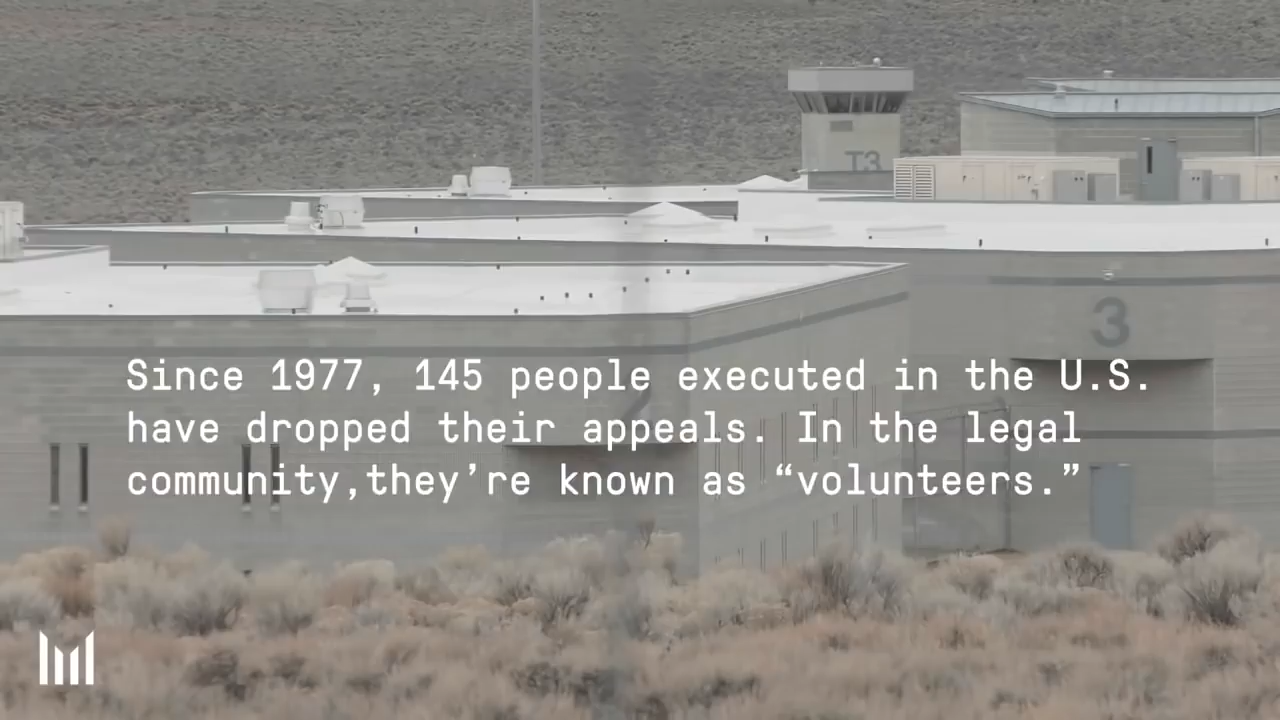 T3
3
Since 1977, 145 people executed in the U.S.
have dropped their appeals. In the legal
community,they’re known as “volunteers.”